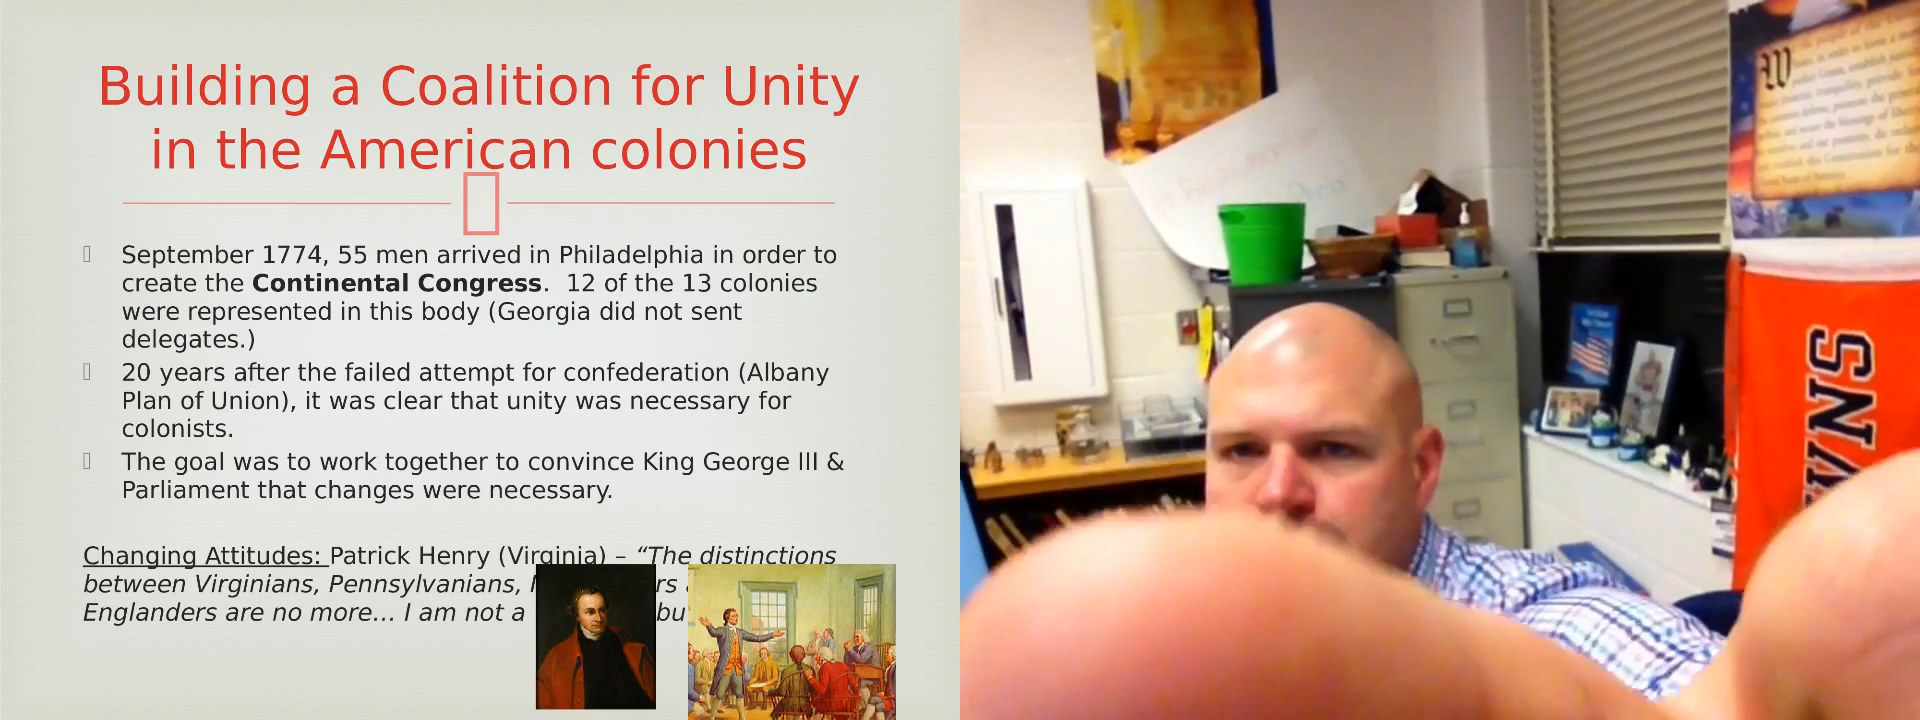 Building a Coalition for Unity
in the American colonies
September 1774, 55 men arrived in Philadelphia in order to
create the Continental Congress.  12 of the 13 colonies
were represented in this body (Georgia did not sent
delegates.)
20 years after the failed attempt for confederation (Albany
Plan of Union), it was clear that unity was necessary for
colonists.
The goal was to work together to convince King George III &
Parliament that changes were necessary.
Changing Attitudes: Patrick Henry (Virginia) – “The distinctions
between Virginians, Pennsylvanians,
Englanders are no more… I am not a
WNS